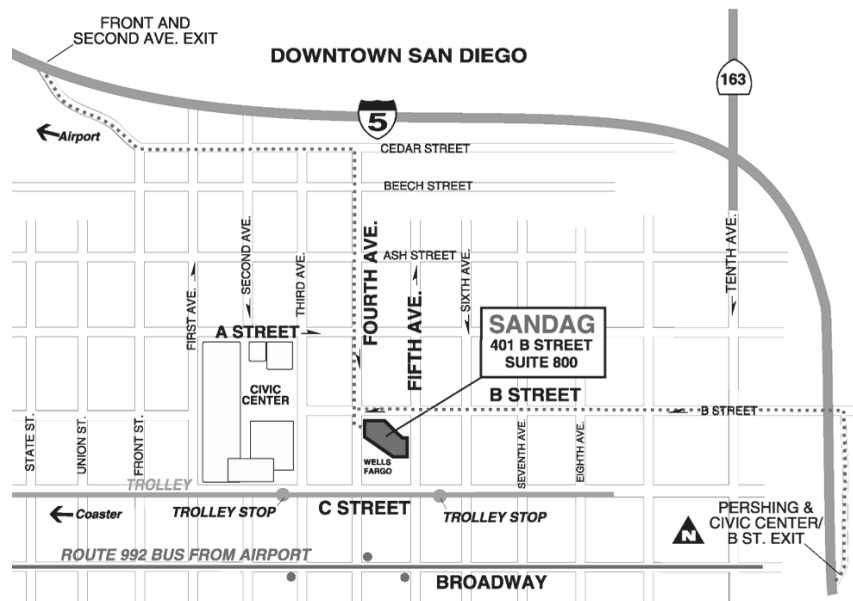 FRONT AND
SECOND AVE. EXIT
DOWNTOWN SAN DIEGO
163
5
Airport
CEDAR STREET
BEECH STREET
ASH STREET
FIRST AVE.
SECOND AVE.
THIRD AVE.
FOURTH AVE.
FIFTH AVE.
SIXTH AVE.
TENTH AVE.
A STREET
SANDAG
401 B STREET
SUITE 800
CIVIC
CENTER
B STREET
B STREET
STATE ST.
UNION ST.
FRONT ST.
SEVENTH AVE.
EIGHTH AVE.
WELLS
FARGO
TROLLEY
TROLLEY STOP
C STREET
TROLLEY STOP
Coaster
N
PERSHING &
CIVIC CENTER/
B ST. EXIT
ROUTE 992 BUS FROM AIRPORT
BROADWAY